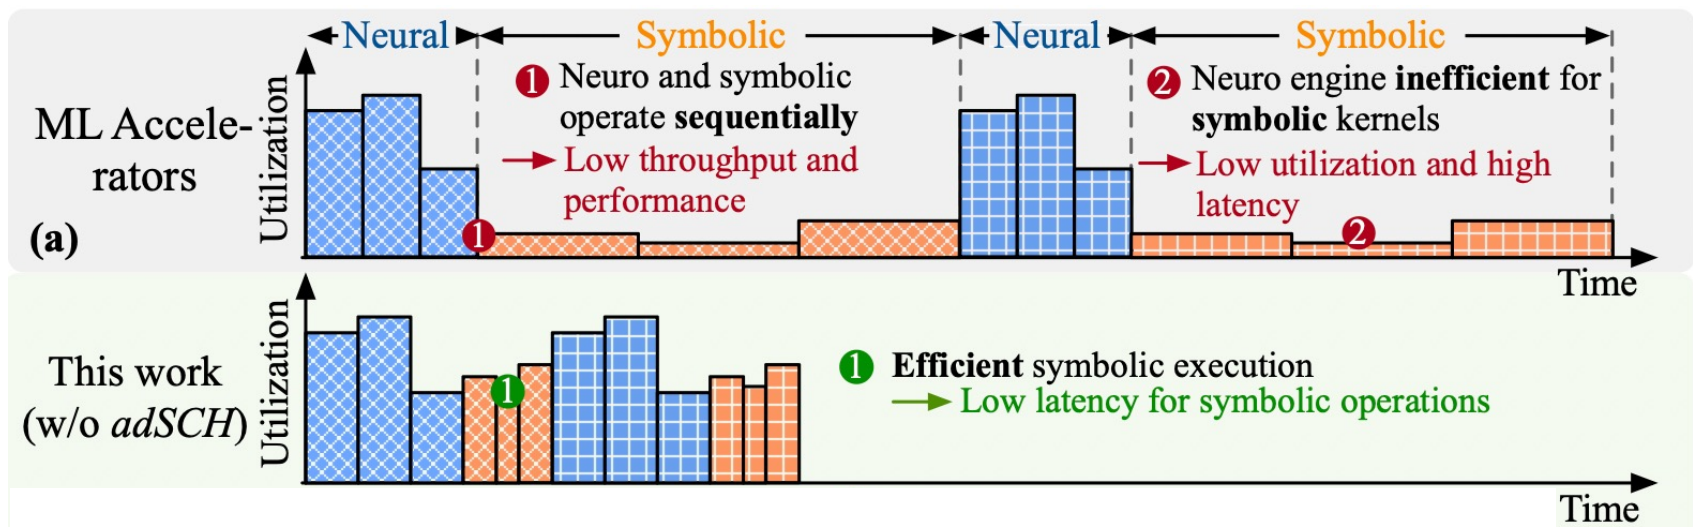 Neural Symbolic Neural Symbolic
ML Accele-
rators
(a)
Utilization
1 Neuro and symbolic
operate sequentially
Low throughput and
performance
2 Neuro engine inefficient for
symbolic kernels
Low utilization and high
latency
1
2
Time
This work
(w/o adSCH)
Utilization
1
1 Efficient symbolic execution
Low latency for symbolic operations
Time